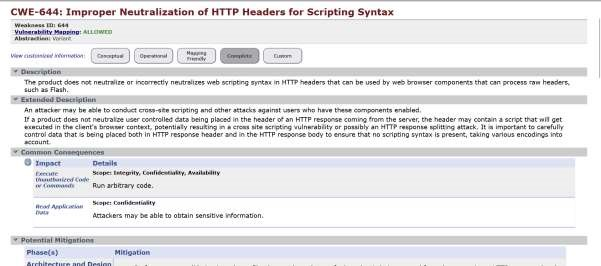 CWE-644: Improper Neutralization of HTTP Headers for Scripting Syntax
Weakness ID: 644
Vulnerability Mapping: ALLOWED
Abstraction: Variant
View customized information: Conceptual Operational Mapping Friendly Complete Custom
Description
The product does not neutralize or incorrectly neutralizes web scripting syntax in HTTP headers that can be used by web browser components that can process raw headers,
such as Flash.
Extended Description
An attacker may be able to conduct cross-site scripting and other attacks against users who have these components enabled.
If a product does not neutralize user controlled data being placed in the header of an HTTP response coming from the server, the header may contain a script that will get
executed in the client's browser context, potentially resulting in a cross site scripting vulnerability or possibly an HTTP response splitting attack. It is important to carefully
control data that is being placed both in HTTP response header and in the HTTP response body to ensure that no scripting syntax is present, taking various encodings into
account.
Common Consequences
Impact Details
Execute Unauthorized Code or Commands
Scope: Integrity, Confidentiality, Availability
Run arbitrary code.
Read Application Data
Scope: Confidentiality
Attackers may be able to obtain sensitive information.
Potential Mitigations
Phase(s) Mitigation
Architecture and Design